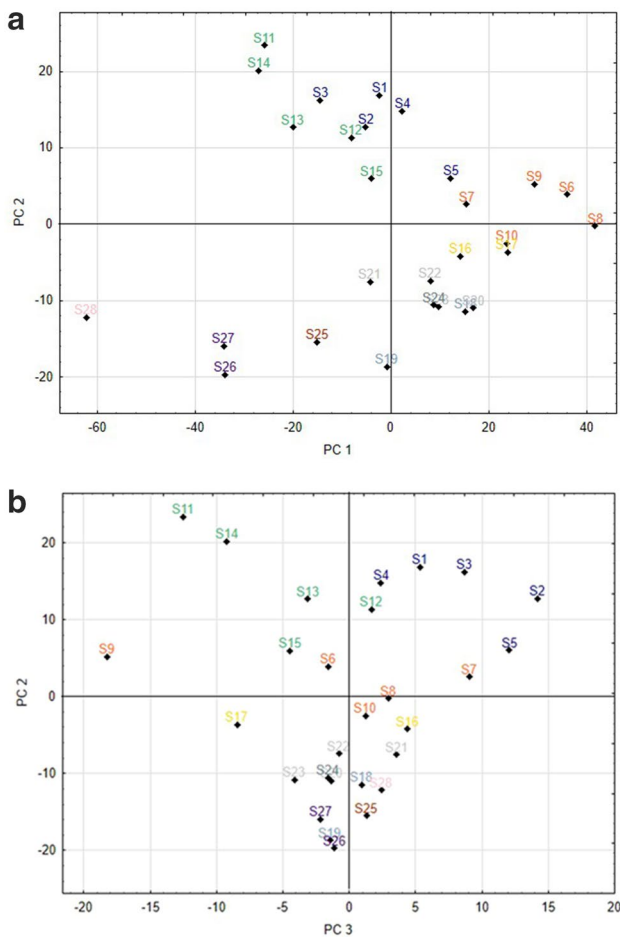 a
S11
S14
S3 S1
S4
S13 S2
S12
S15 S5
S7 S9 S6
S8
S10
S16
S21 S22
S24 S18
S28
S27 S25
S26 S19
20
10
0
-10
-20
PC 2
-60 -40 -20 0 20 40
PC 1
b
S11
S14
S4 S1 S3
S13 S12 S2
S15 S5
S9 S6 S7
S8
S17 S10 S16
S22 S21
S23 S24 S18 S28
S27 S25
S19
S26
20
10
0
-10
-20
PC 2
-20 -15 -10 -5 0 5 10 15 20
PC 3